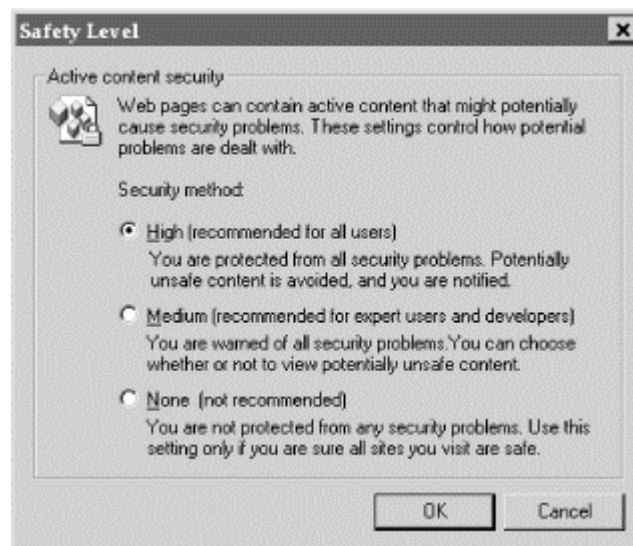 Safety Level
Active content security
Web pages can contain active content that might potentially
cause security problems. These settings control how potential
problems are dealt with.
Security method:
High (recommended for all users)
You are protected from all security problems. Potentially
unsafe content is avoided, and you are notified.
Medium (recommended for expert users and developers)
You are warned of all security problems.You can choose
whether or not to view potentially unsafe content.
None (not recommended)
You are not protected from any security problems. Use this
setting only if you are sure all sites you visit are safe.
OK Cancel